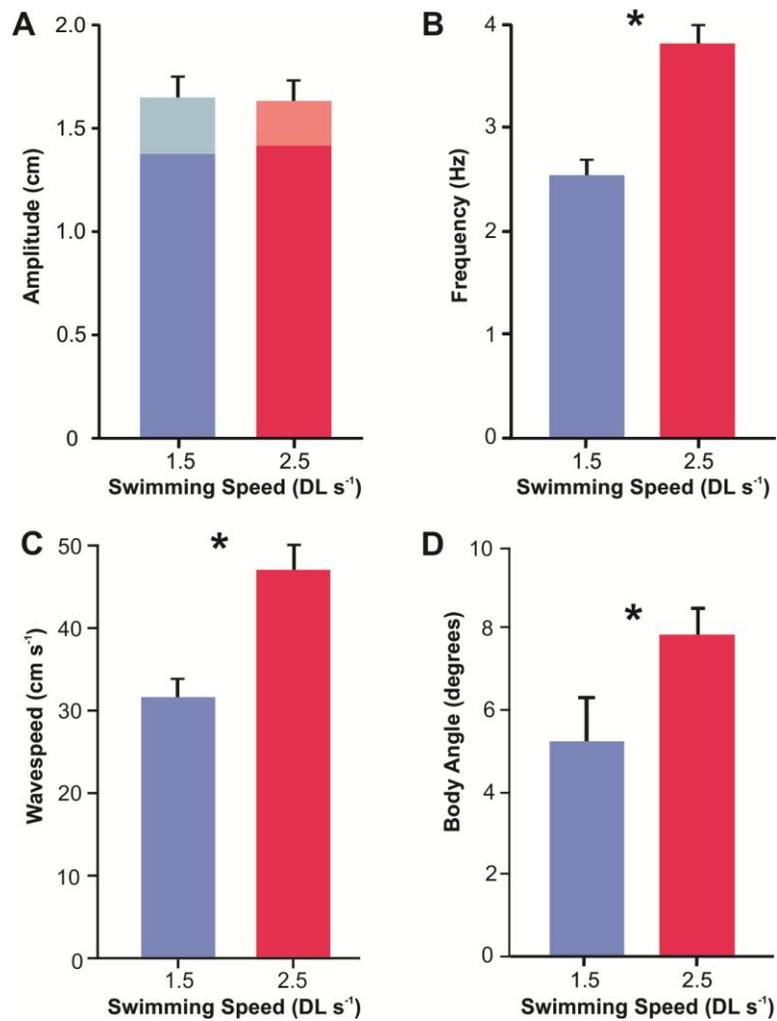 A
2.0
1.5
1.0
0.5
0
Amplitude (cm)
1.5 2.5
Swimming Speed (DL s⁻¹)
B
*
4
3
2
1
0
Frequency (Hz)
1.5 2.5
Swimming Speed (DL s⁻¹)
C
*
50
40
30
20
10
0
Wavespeed (cm s⁻¹)
1.5 2.5
Swimming Speed (DL s⁻¹)
D
*
10
8
6
4
2
0
Body Angle (degrees)
1.5 2.5
Swimming Speed (DL s⁻¹)